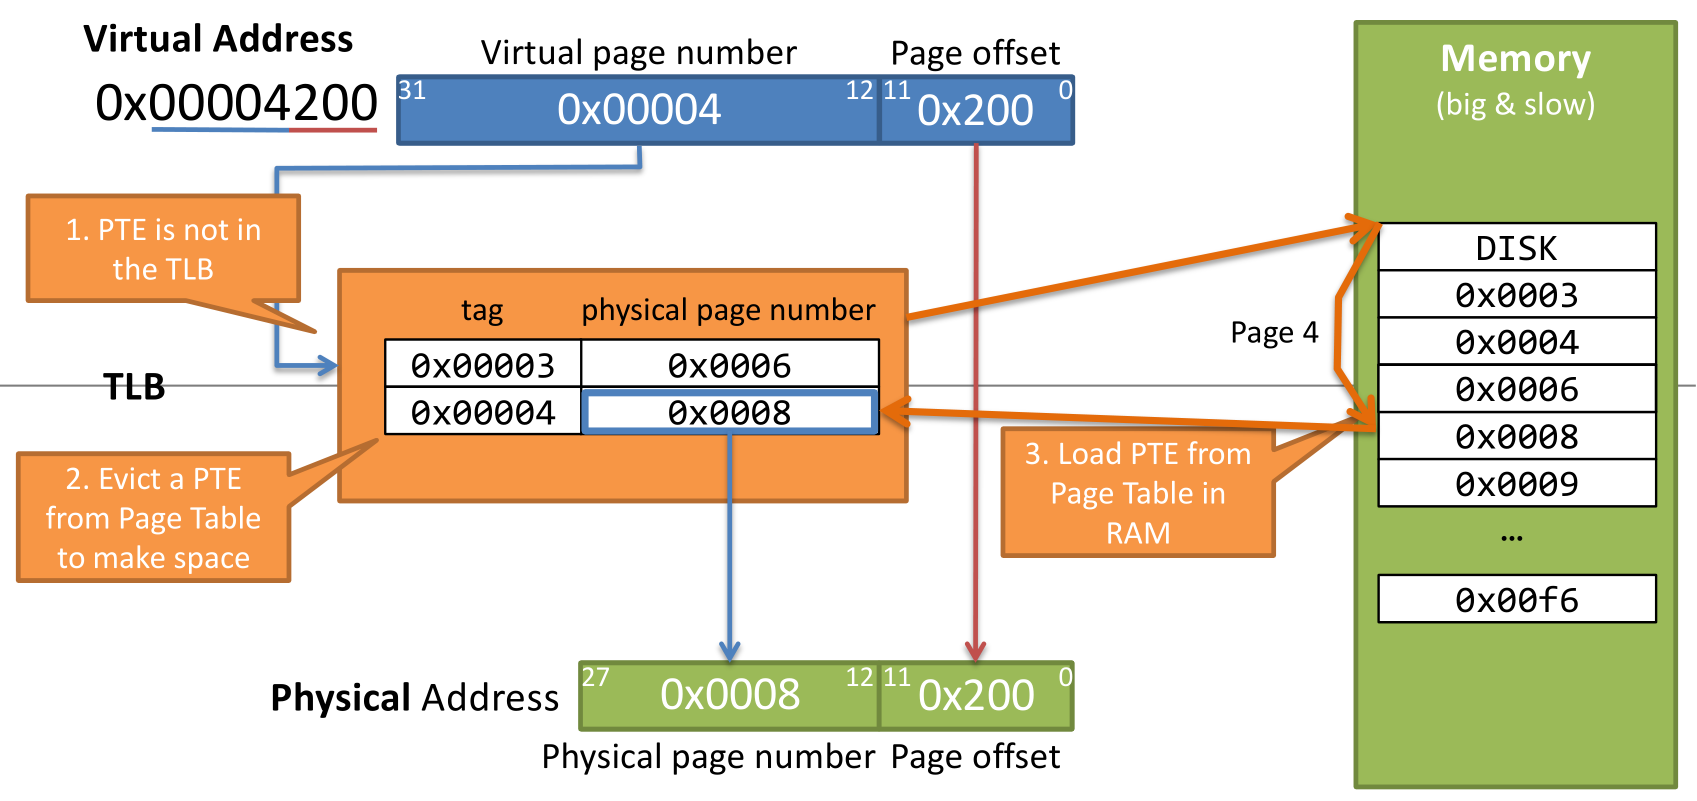 Virtual Address
0x00004200
Virtual page number
Page offset
31
0x00004
12
11
0x200
0
Memory
(big & slow)
1. PTE is not in
the TLB
TLB
tag
physical page number
0x00003
0x0006
0x00004
0x0008
2. Evict a PTE
from Page Table
to make space
Page 4
3. Load PTE from
Page Table in
RAM
DISK
0x0003
0x0004
0x0006
0x0008
0x0009
...
0x00f6
Physical Address
27
0x0008
12
11
0x200
0
Physical page number
Page offset